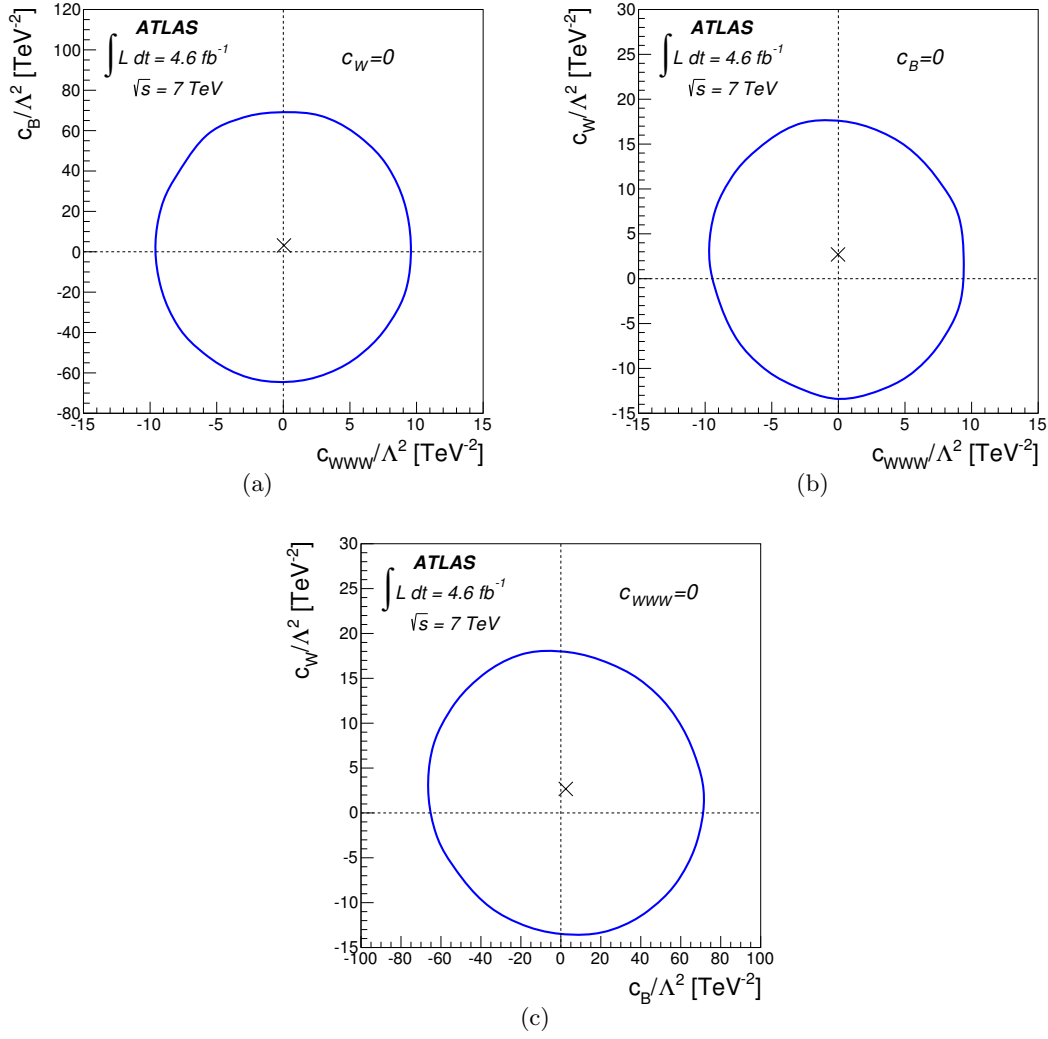 ATLAS
∫ L dt = 4.6 fb⁻¹
√s = 7 TeV
c_W=0
c_B/Λ² [TeV⁻²]
120
100
80
60
40
20
0
-20
-40
-60
-80
-15 -10 -5 0 5 10 15
c_WWW/Λ² [TeV⁻²]
(a)
ATLAS
∫ L dt = 4.6 fb⁻¹
√s = 7 TeV
c_B=0
c_W/Λ² [TeV⁻²]
30
25
20
15
10
5
0
-5
-10
-15
-15 -10 -5 0 5 10 15
c_WWW/Λ² [TeV⁻²]
(b)
ATLAS
∫ L dt = 4.6 fb⁻¹
√s = 7 TeV
c_WWW=0
c_W/Λ² [TeV⁻²]
30
25
20
15
10
5
0
-5
-10
-15
-100 -80 -60 -40 -20 0 20 40 60 80 100
c_B/Λ² [TeV⁻²]
(c)